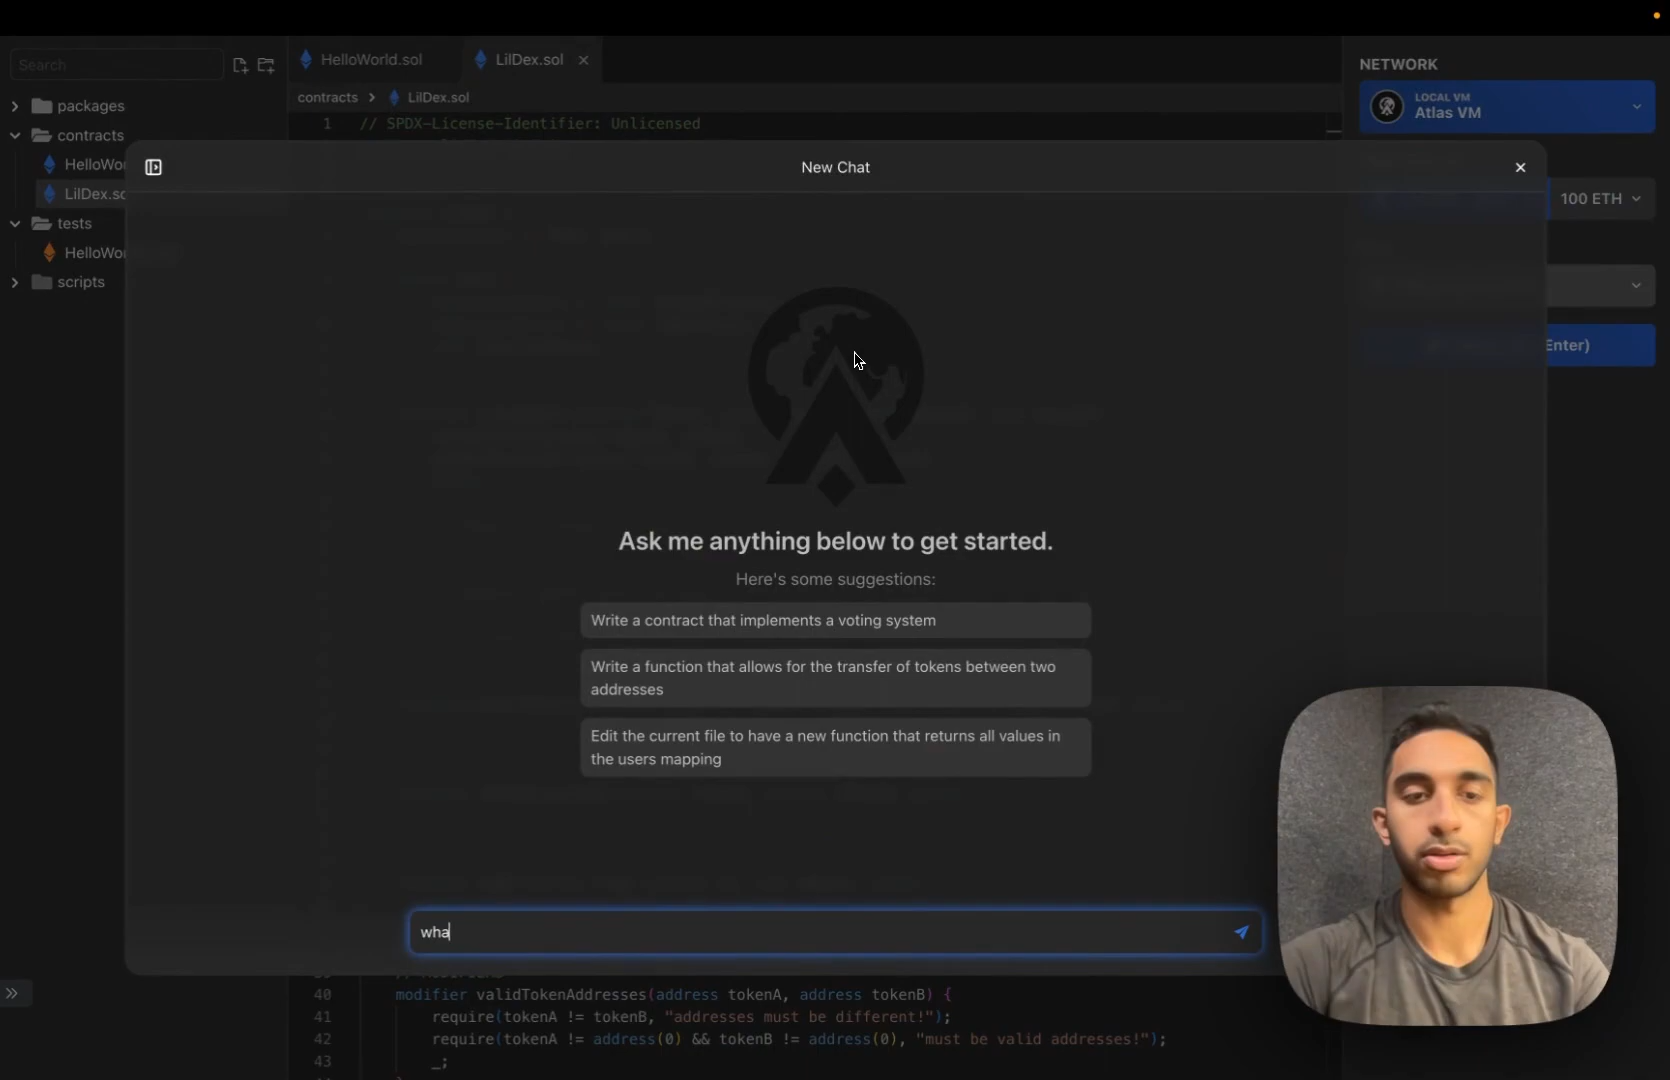 Search
HelloWorld.sol
LilDex.sol
NETWORK
contracts > LilDex.sol
LOCAL VM
Atlas VM
packages
1 // SPDX-License-Identifier: Unlicensed
contracts
HelloWo
LilDex.so
New Chat
100 ETH
tests
HelloWo
scripts
Enter)
Ask me anything below to get started.
Here's some suggestions:
Write a contract that implements a voting system
Write a function that allows for the transfer of tokens between two
addresses
Edit the current file to have a new function that returns all values in
the users mapping
wha
40 modifier validTokenAddresses(address tokenA, address tokenB) {
41 require(tokenA != tokenB, "addresses must be different!");
42 require(tokenA != address(0) && tokenB != address(0), "must be valid addresses!");
43 _;